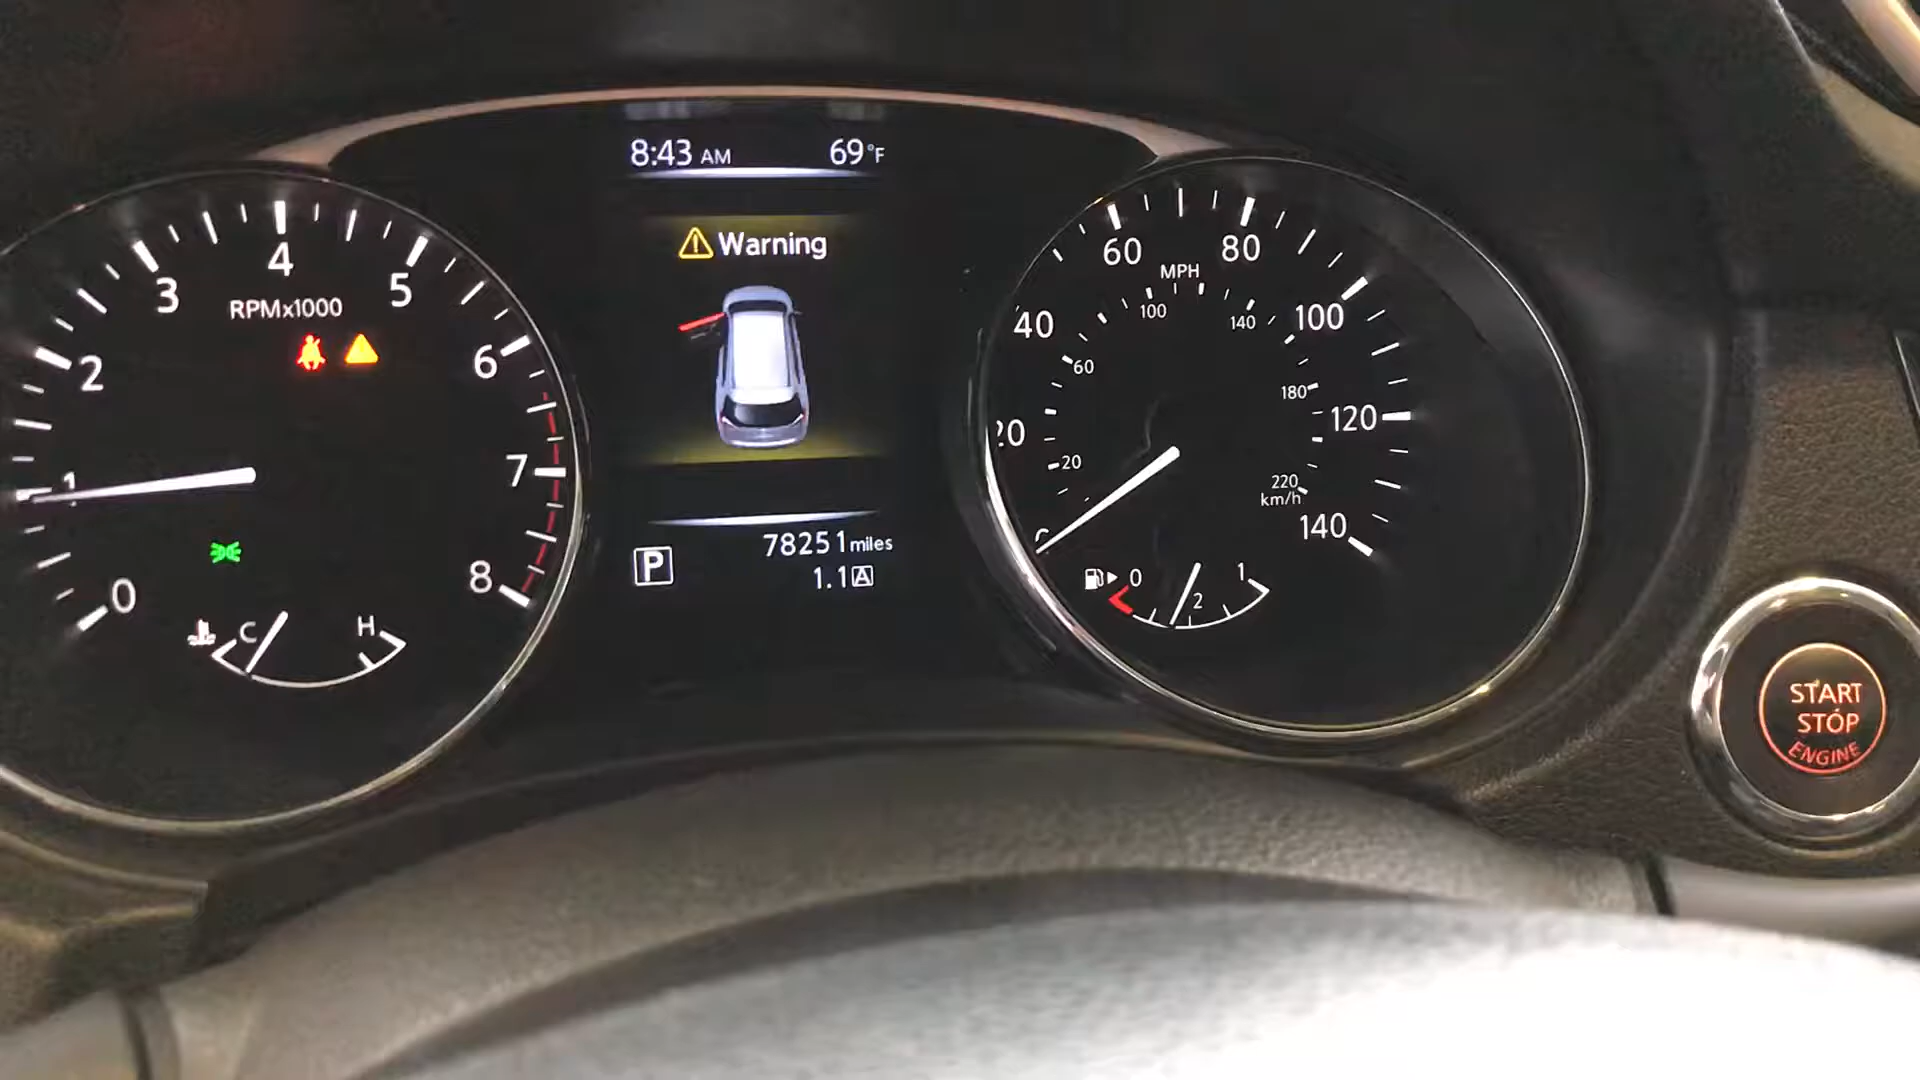 8:43 AM 69°F
Warning
P
78251 miles
1.1 A
0
1
2
3
4
5
6
7
8
RPMx1000
C H
40
60
80
100
120
140
MPH
20
60
100
140
180
220
km/h
0 2 1
START
STOP
ENGINE